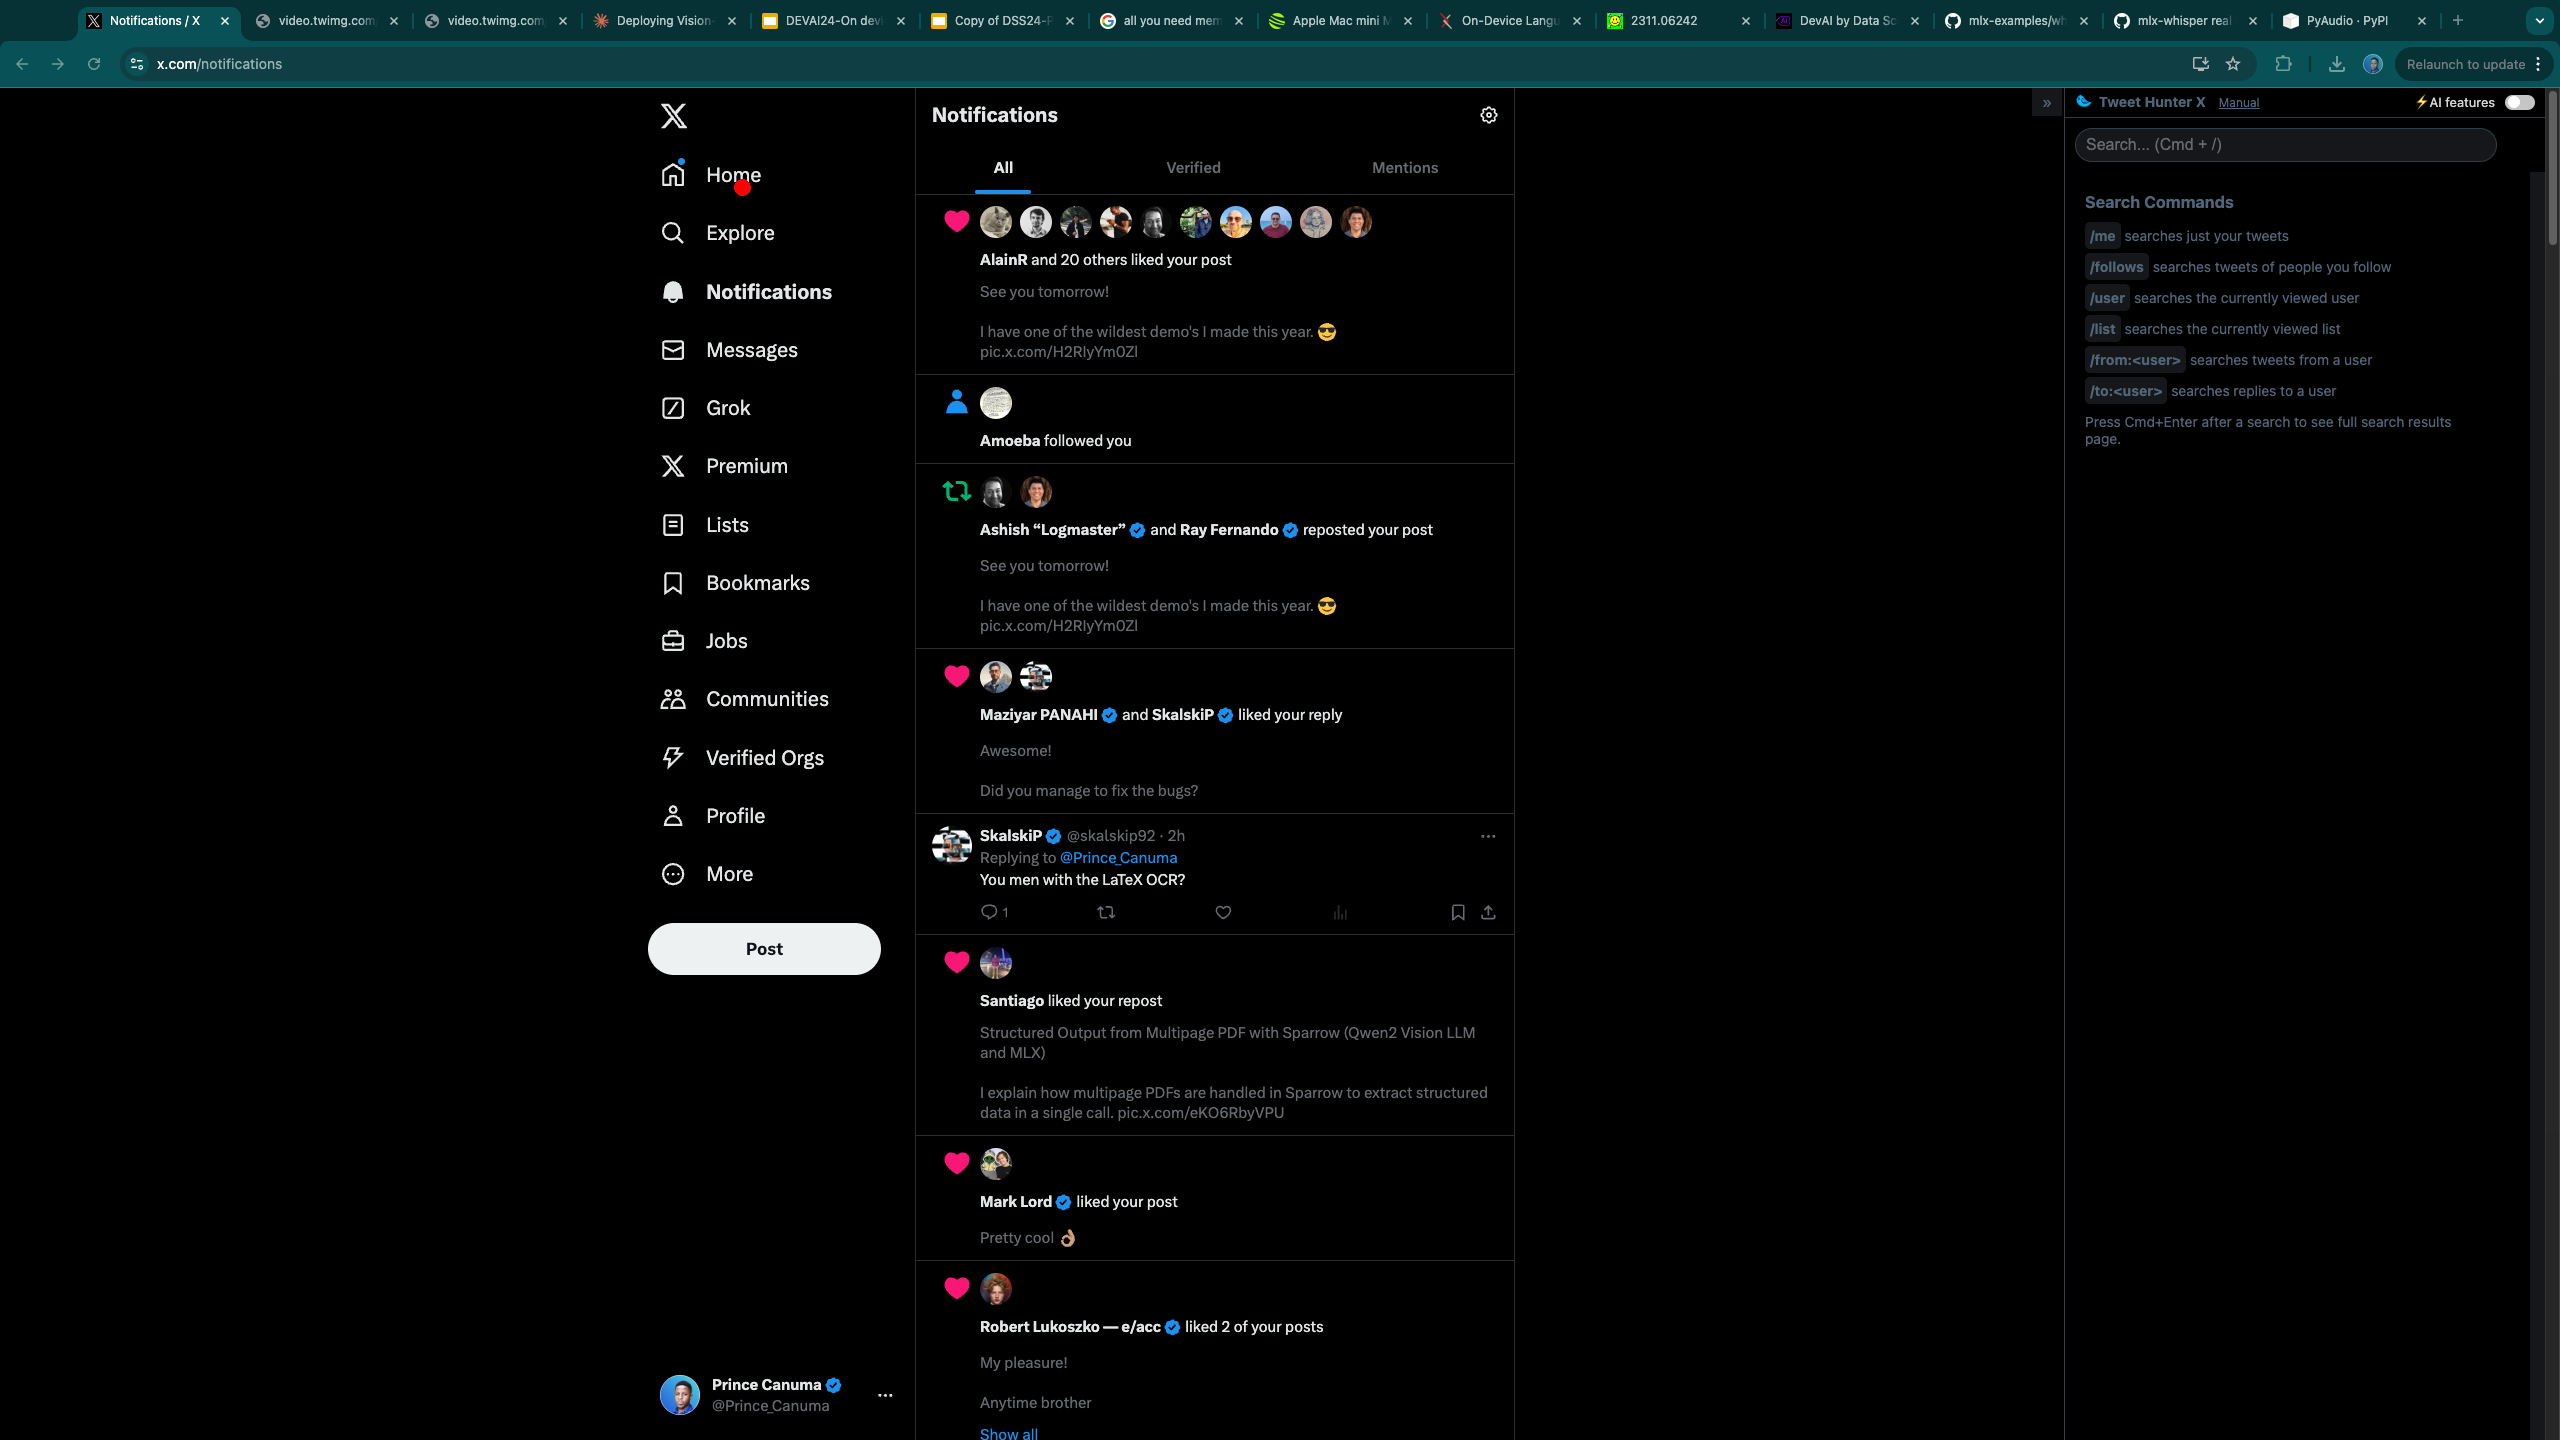 Notifications / X
video.twimg.com
video.twimg.com
Deploying Vision-
DEVAI24-On devi
Copy of DSS24-P
all you need mem
Apple Mac mini M
On-Device Langu
2311.06242
DevAI by Data Sc
mlx-examples/wh
mlx-whisper real
PyAudio · PyPI
x.com/notifications
Relaunch to update
Home
Explore
Notifications
Messages
Grok
Premium
Lists
Bookmarks
Jobs
Communities
Verified Orgs
Profile
More
Post
Prince Canuma
@Prince_Canuma
Notifications
All
Verified
Mentions
AlainR and 20 others liked your post
See you tomorrow!
I have one of the wildest demo's I made this year. 😎
pic.x.com/H2RlyYm0Zl
Amoeba followed you
Ashish “Logmaster” and Ray Fernando reposted your post
See you tomorrow!
I have one of the wildest demo's I made this year. 😎
pic.x.com/H2RlyYm0Zl
Maziyar PANAHI and SkalskiP liked your reply
Awesome!
Did you manage to fix the bugs?
SkalskiP @skalskip92 · 2h
Replying to @Prince_Canuma
You men with the LaTeX OCR?
1
Santiago liked your repost
Structured Output from Multipage PDF with Sparrow (Qwen2 Vision LLM
and MLX)
I explain how multipage PDFs are handled in Sparrow to extract structured
data in a single call. pic.x.com/eKO6RbyVPU
Mark Lord liked your post
Pretty cool 👌🏽
Robert Lukoszko — e/acc liked 2 of your posts
My pleasure!
Anytime brother
Show all
»
Tweet Hunter X Manual
⚡AI features
Search... (Cmd + /)
Search Commands
/me searches just your tweets
/follows searches tweets of people you follow
/user searches the currently viewed user
/list searches the currently viewed list
/from:<user> searches tweets from a user
/to:<user> searches replies to a user
Press Cmd+Enter after a search to see full search results
page.